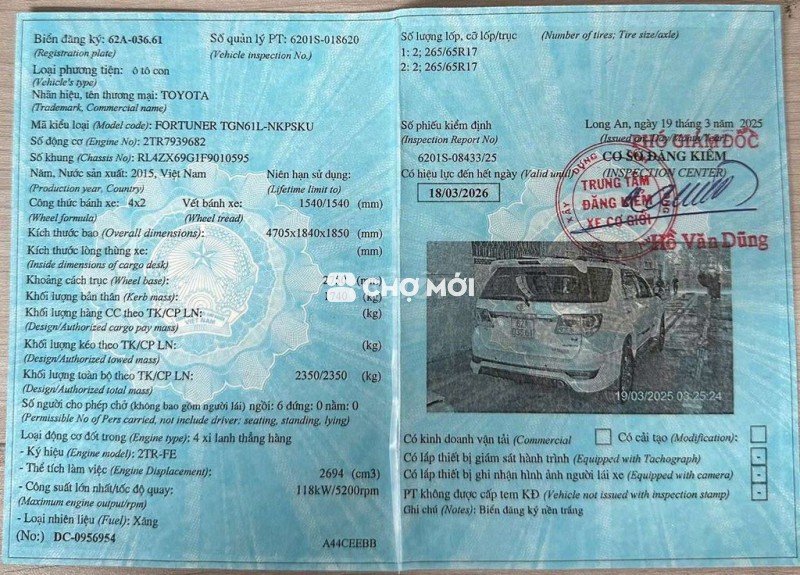 Biển đăng ký: 62A-036.61
(Registration plate)
Số quản lý PT: 6201S-018620
(Vehicle inspection No.)
Loại phương tiện: ô tô con
(Vehicle's type)
Nhãn hiệu, tên thương mại: TOYOTA
(Trademark, Commercial name)
Mã kiểu loại (Model code): FORTUNER TGN61L-NKPSKU
Số động cơ (Engine No): 2TR7939682
Số khung (Chassis No): RL4ZX69G1F9010595
Năm, Nước sản xuất: 2015, Việt Nam
(Production year, Country)
Niên hạn sử dụng:
(Lifetime limit to)
Công thức bánh xe: 4x2
(Wheel formula)
Vết bánh xe: 1540/1540 (mm)
(Wheel tread)
Kích thước bao (Overall dimensions): 4705x1840x1850 (mm)
Kích thước lòng thùng xe: (mm)
(Inside dimensions of cargo desk)
Khoảng cách trục (Wheel base): (mm)
Khối lượng bản thân (Kerb mass): (kg)
Khối lượng hàng CC theo TK/CP LN: (kg)
(Design/Authorized cargo pay mass)
Khối lượng kéo theo TK/CP LN: (kg)
(Design/Authorized towed mass)
Khối lượng toàn bộ theo TK/CP LN: 2350/2350 (kg)
(Design/Authorized total mass)
Số người cho phép chở (không bao gồm người lái) ngồi: 6 đứng: 0 nằm: 0
(Permissible No of Pers carried, not include driver: seating, standing, lying)
Loại động cơ đốt trong (Engine type): 4 xi lanh thẳng hàng
- Ký hiệu (Engine model): 2TR-FE
- Thể tích làm việc (Engine Displacement): 2694 (cm3)
- Công suất lớn nhất/tốc độ quay: 118kW/5200rpm
(Maximum engine output/rpm)
- Loại nhiên liệu (Fuel): Xăng
(No:) DC-0956954
A44CEEBB
Số lượng lốp, cỡ lốp/trục (Number of tires; Tire size/axle)
1: 2; 265/65R17
2: 2; 265/65R17
Số phiếu kiểm định
(Inspection Report No)
6201S-08433/25
Có hiệu lực đến hết ngày (Valid until)
18/03/2026
Long An, ngày 19 tháng 3 năm 2025
(Issued on:
PHÓ GIÁM ĐỐC
CƠ SỞ ĐĂNG KIỂM
(INSPECTION CENTER)
TRUNG TÂM
ĐĂNG KIỂM
XE CƠ GIỚI
Hồ Văn Dũng
CHỢ MỚI
19/03/2025 03:25:24
Có kinh doanh vận tải (Commercial
Có cải tạo (Modification):
Có lắp thiết bị giám sát hành trình (Equipped with Tachograph)
Có lắp thiết bị ghi nhận hình ảnh người lái xe (Equipped with camera)
PT không được cấp tem KĐ (Vehicle not issued with inspection stamp)
Ghi chú (Notes): Biển đăng ký nền trắng